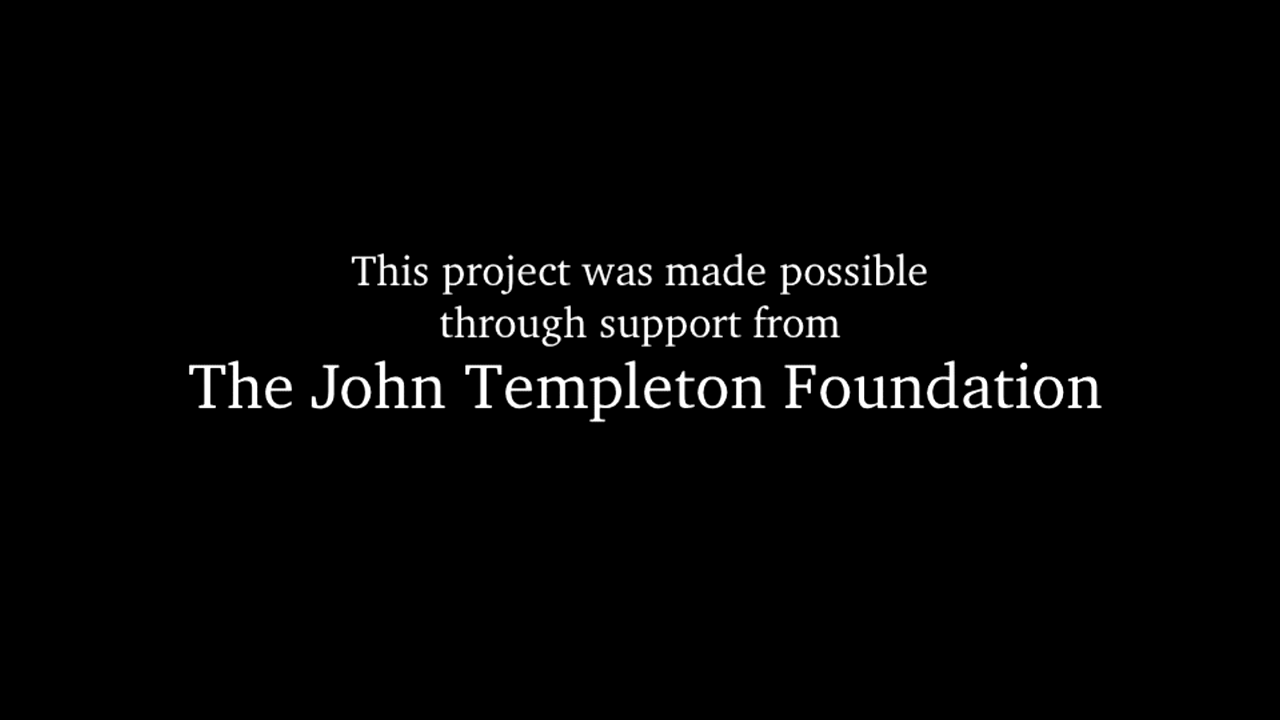 This project was made possible
through support from
The John Templeton Foundation